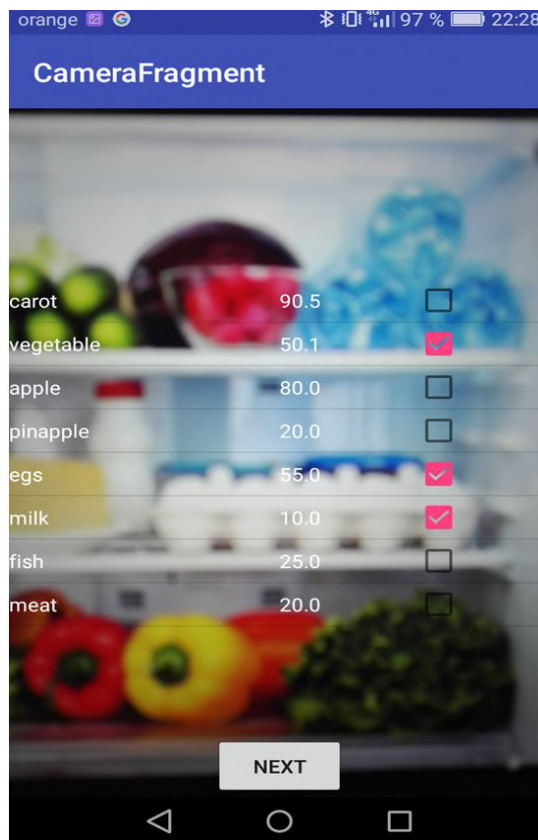 orange 4G 97 % 22:28
CameraFragment
carot 90.5
vegetable 50.1
apple 80.0
pinapple 20.0
egs 55.0
milk 10.0
fish 25.0
meat 20.0
NEXT